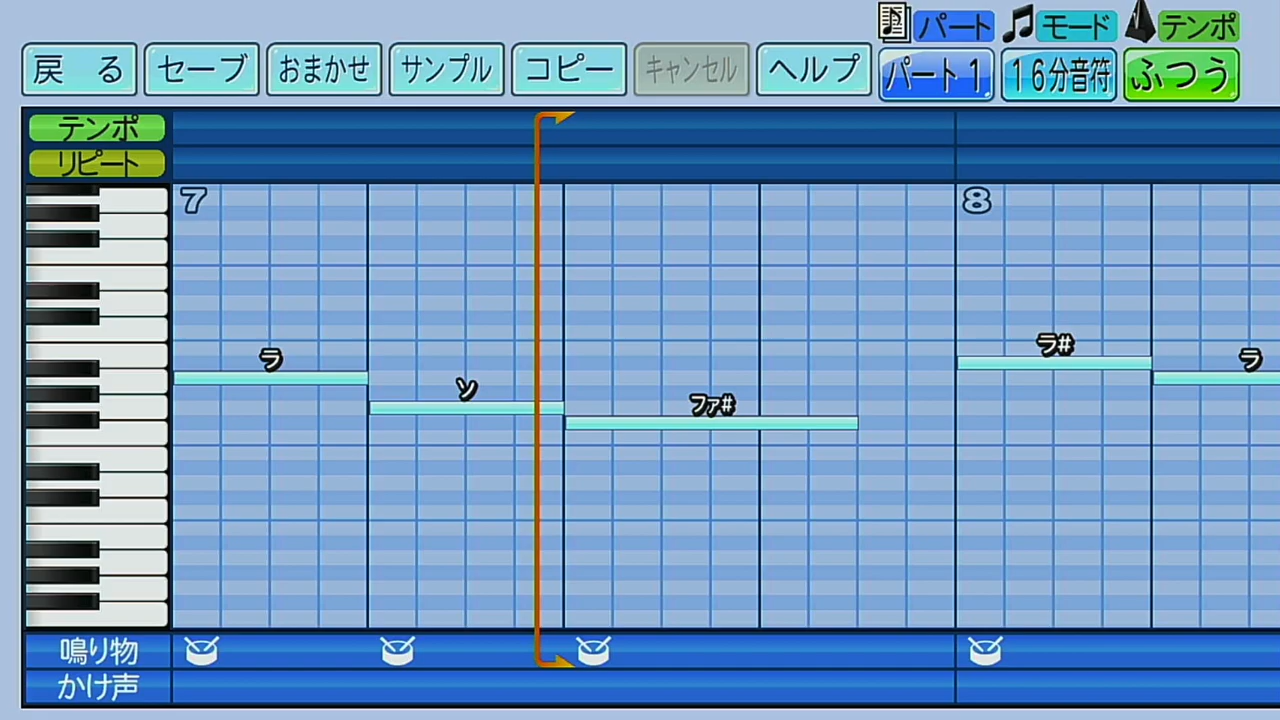 パート モード テンポ
戻る セーブ おまかせ サンプル コピー キャンセル ヘルプ パート1 16分音符 ふつう
テンポ
リピート
7 8
ラ# 
ラ ラ
ソ
ファ#
鳴り物
かけ声